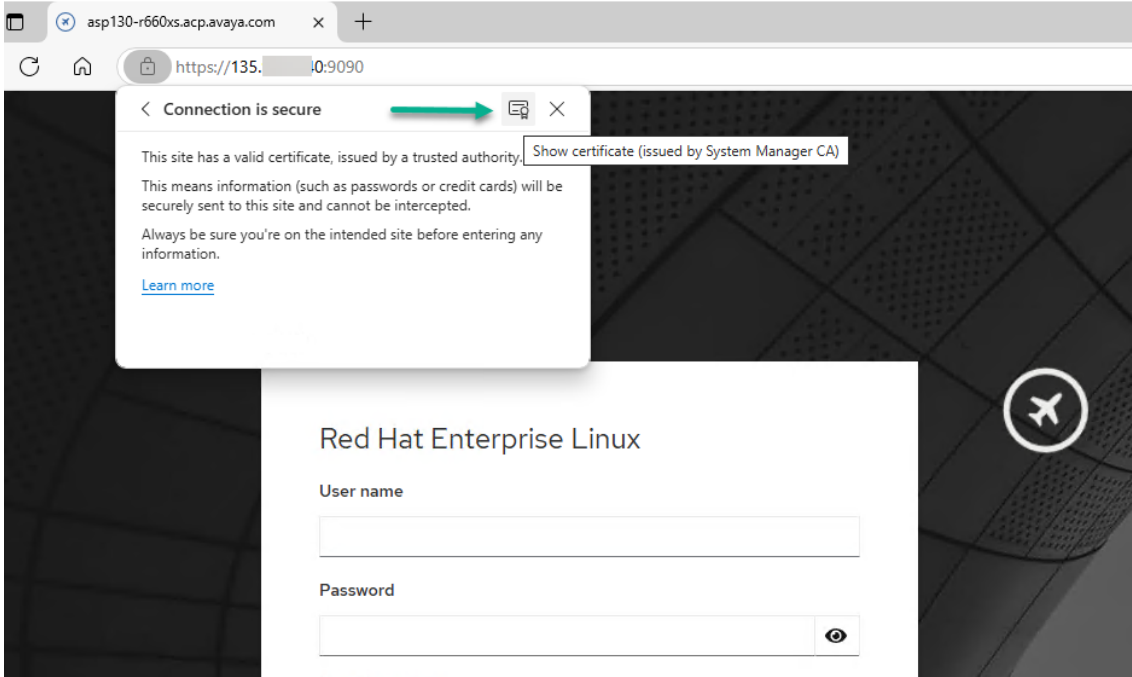 asp130-r660xs.acp.avaya.com
https://135. 40:9090
Connection is secure
Show certificate (issued by System Manager CA)
This site has a valid certificate, issued by a trusted authority.
This means information (such as passwords or credit cards) will be
securely sent to this site and cannot be intercepted.
Always be sure you're on the intended site before entering any
information.
Learn more
Red Hat Enterprise Linux
User name
Password